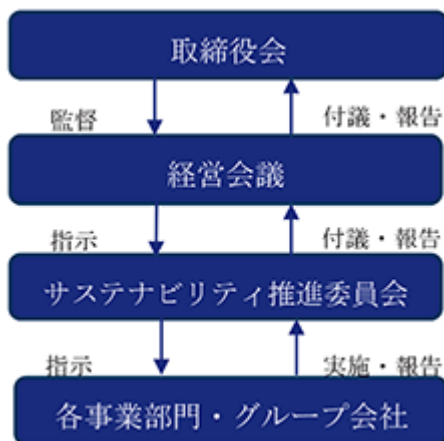 取締役会
監督
付議・報告
経営会議
指示
付議・報告
サステナビリティ推進委員会
指示
実施・報告
各事業部門・グループ会社